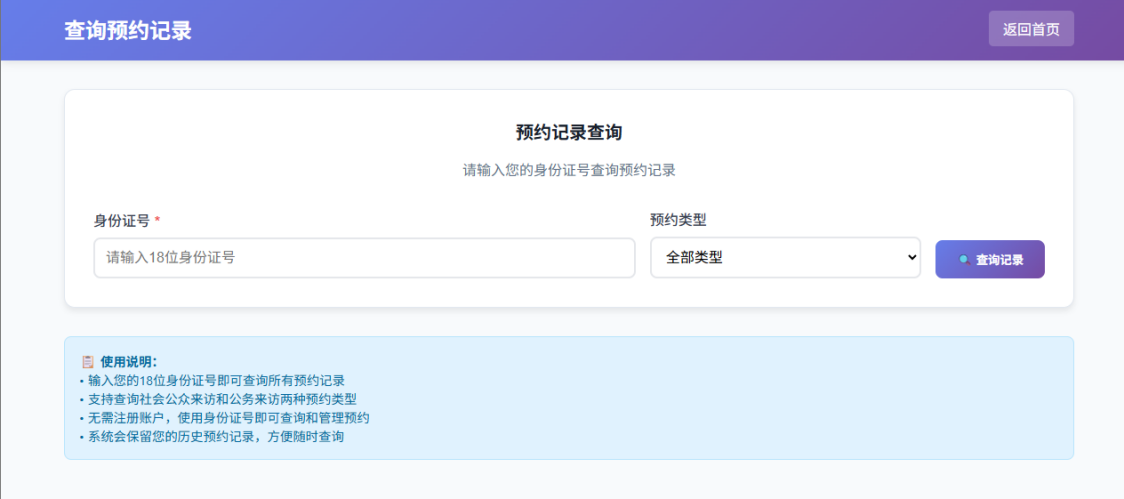 查询预约记录
返回首页
预约记录查询
请输入您的身份证号查询预约记录
身份证号 *
预约类型
请输入18位身份证号
全部类型
🔍 查询记录
📋 使用说明：
• 输入您的18位身份证号即可查询所有预约记录
• 支持查询社会公众来访和公务来访两种预约类型
• 无需注册账户，使用身份证号即可查询和管理预约
• 系统会保留您的历史预约记录，方便随时查询